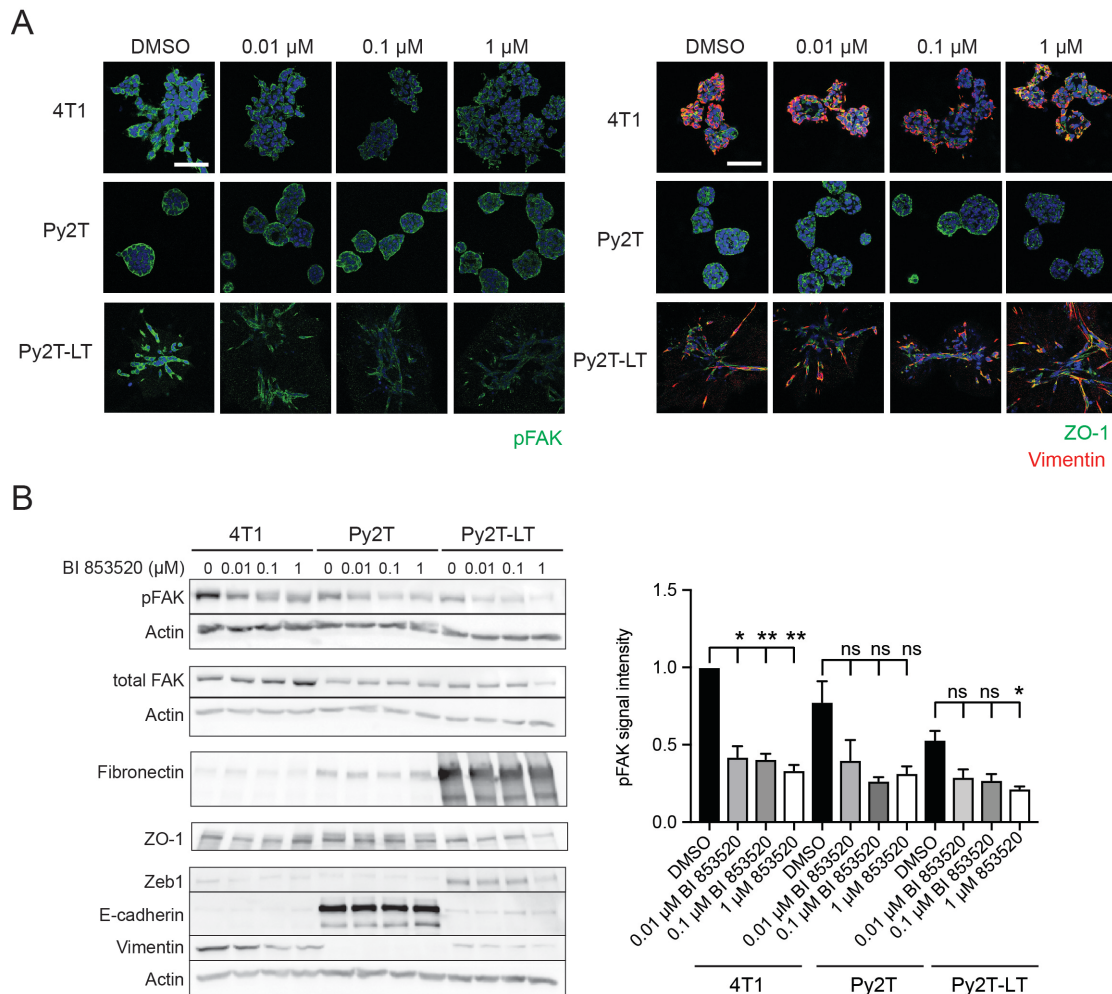 A
DMSO 0.01 µM 0.1 µM 1 µM
4T1
Py2T
Py2T-LT
pFAK
DMSO 0.01 µM 0.1 µM 1 µM
4T1
Py2T
Py2T-LT
ZO-1
Vimentin
B
4T1 Py2T Py2T-LT
BI 853520 (µM) 0 0.01 0.1 1 0 0.01 0.1 1 0 0.01 0.1 1
pFAK
Actin
total FAK
Actin
Fibronectin
ZO-1
Zeb1
E-cadherin
Vimentin
Actin
pFAK signal intensity
1.5
1.0
0.5
0.0
* ** **
ns ns ns
ns ns *
DMSO
0.01 µM BI 853520
0.1 µM BI 853520
1 µM 853520
DMSO
0.01 µM BI 853520
0.1 µM BI 853520
1 µM 853520
DMSO
0.01 µM BI 853520
0.1 µM BI 853520
1 µM 853520
4T1 Py2T Py2T-LT